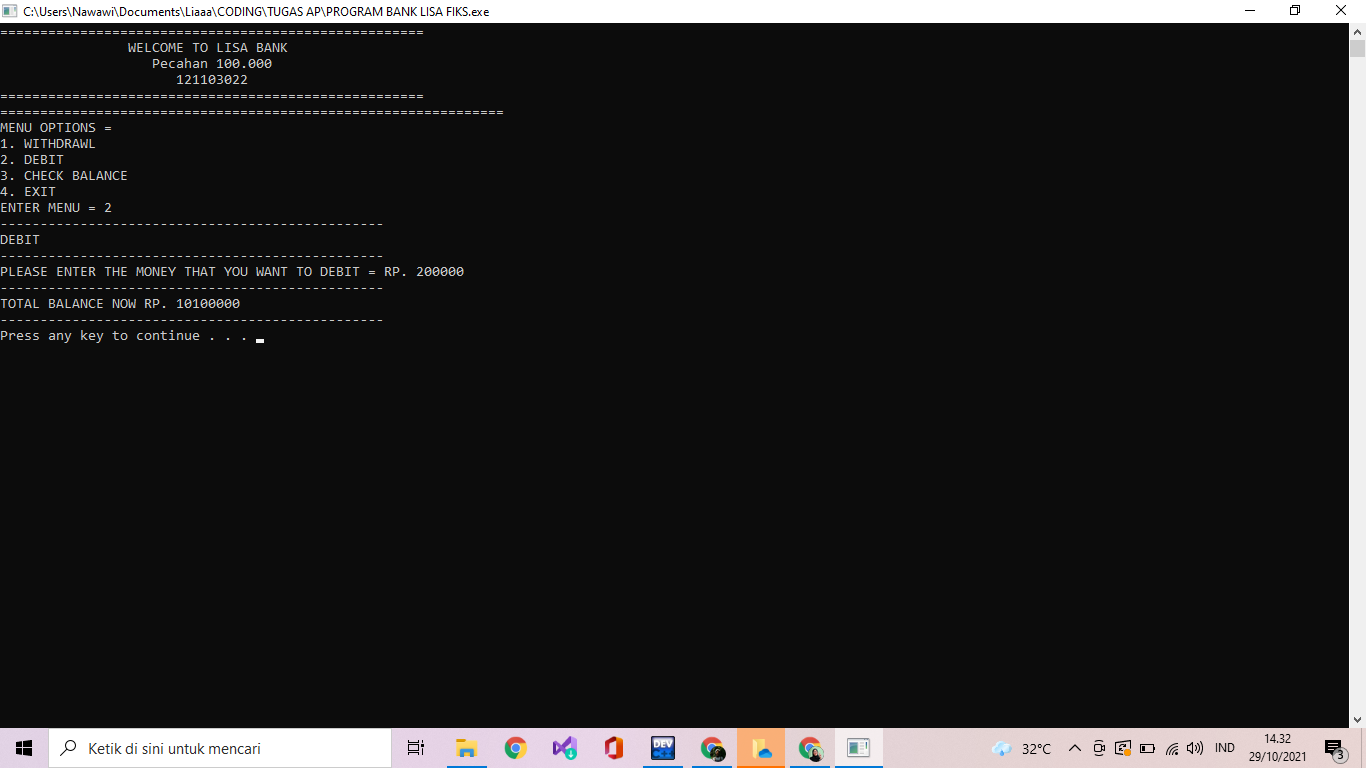 C:\Users\Nawawi\Documents\Liaaa\CODING\TUGAS AP\PROGRAM BANK LISA FIKS.exe
=====================================================
WELCOME TO LISA BANK
Pecahan 100.000
121103022
=====================================================
===============================================================
MENU OPTIONS =
1. WITHDRAWL
2. DEBIT
3. CHECK BALANCE
4. EXIT
ENTER MENU = 2
------------------------------------------------
DEBIT
------------------------------------------------
PLEASE ENTER THE MONEY THAT YOU WANT TO DEBIT = RP. 200000
------------------------------------------------
TOTAL BALANCE NOW RP. 10100000
------------------------------------------------
Press any key to continue . . .
Ketik di sini untuk mencari
DEV
32°C
IND
14.32
29/10/2021
3